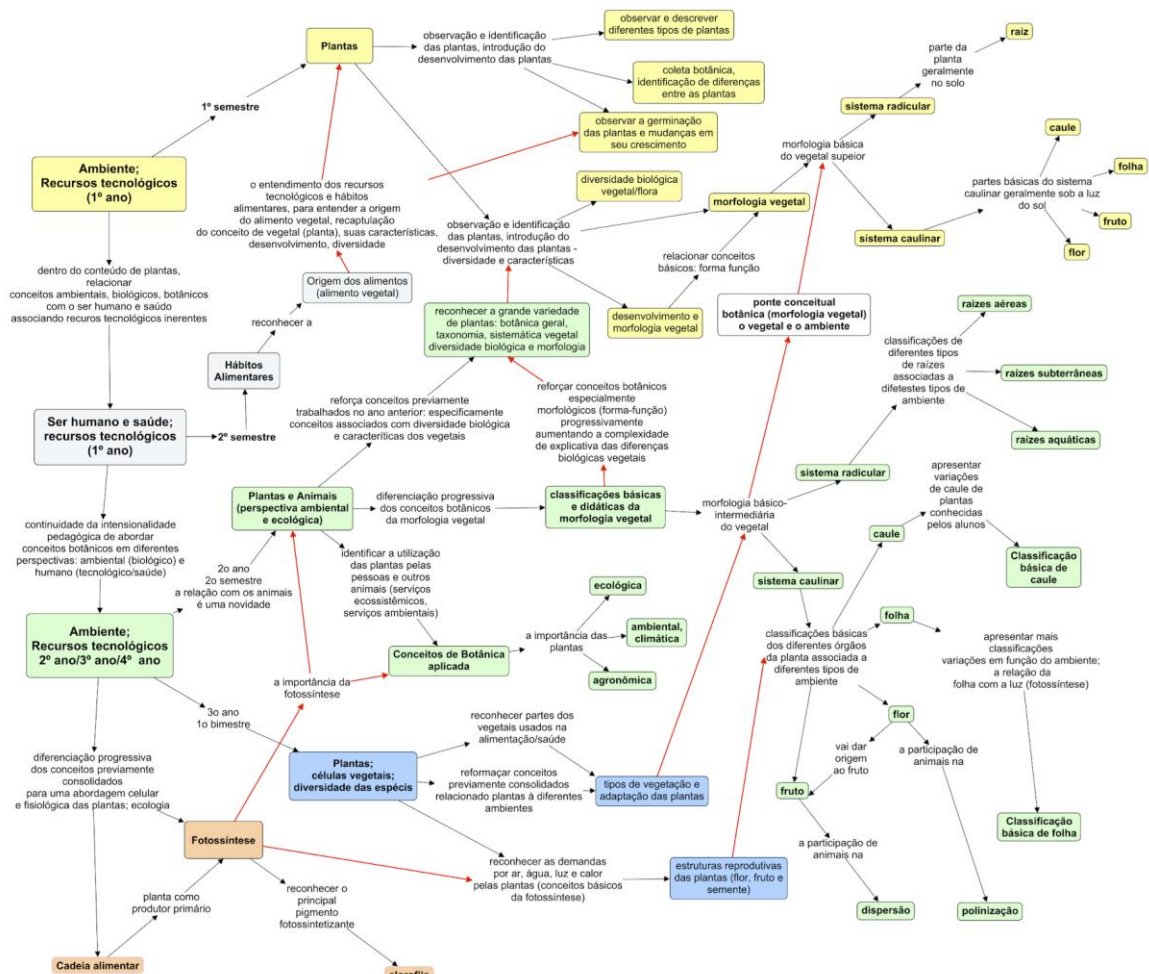 Plantas
observação e identificação
das plantas, introdução do
desenvolvimento das plantas
observar e descrever
diferentes tipos de plantas
coleta botânica,
identificação de diferenças
entre as plantas
observar a germinação
das plantas e mudanças em
seu crescimento
1º semestre
Ambiente;
Recursos tecnológicos
(1º ano)
o entendimento dos recursos
tecnológicos e hábitos
alimentares, para entender a origem
do alimento vegetal, recaptulação
do conceito de vegetal (planta), suas características,
desenvolvimento, diversidade
Origem dos alimentos
(alimento vegetal)
reconhecer a
Hábitos
Alimentares
2º semestre
dentro do conteúdo de plantas,
relacionar
conceitos ambientais, biológicos, botânicos
com o ser humano e saúde
associando recuros tecnológicos inerentes
Ser humano e saúde;
recursos tecnológicos
(1º ano)
observação e identificação
das plantas, introdução do
desenvolvimento das plantas -
diversidade e características
diversidade biológica
vegetal/flora
morfologia vegetal
relacionar conceitos
básicos: forma função
desenvolvimento e
morfologia vegetal
morfologia básica
do vegetal supeior
sistema radicular
parte da
planta
geralmente
no solo
raiz
sistema caulinar
partes básicas do sistema
caulinar geralmente sob a luz
do sol
caule
folha
fruto
flor
reconhecer a grande variedade
de plantas: botânica geral,
taxonomia, sistemática vegetal
diversidade biológica e morfologia
ponte conceitual
botânica (morfologia vegetal)
o vegetal e o ambiente
reforça conceitos previamente
trabalhados no ano anterior: especificamente
conceitos associados com diversidade biológica
e caracteríticas dos vegetais
reforçar conceitos botânicos
especialmente
morfológicos (forma-função)
progressivamente
aumentando a complexidade
de explicativa das diferenças
biológicas vegetais
classificações de
diferentes tipos
de raízes
associadas a
difetestes tipos de
ambiente
raizes aéreas
raízes subterrâneas
raízes aquáticas
sistema radicular
Plantas e Animais
(perspectiva ambiental
e ecológica)
diferenciação progressiva
dos conceitos botânicos
da morfologia vegetal
classificações básicas
e didáticas da
morfologia vegetal
morfologia básico-
intermediária
do vegetal
apresentar
variações
de caule de
plantas
conhecidas
pelos alunos
caule
Classificação
básica de
caule
sistema caulinar
continuidade da intensionalidade
pedagógica de abordar
conceitos botânicos em diferentes
perspectivas: ambiental (biológico) e
humano (tecnológico/saúde)
2o ano
2o semestre
a relação com os animais
é uma novidade
identificar a utilização
das plantas pelas
pessoas e outros
animais (serviços
ecossistêmicos,
serviços ambientais)
Ambiente;
Recursos tecnológicos
2º ano/3º ano/4º ano
Conceitos de Botânica
aplicada
a importância das
plantas
ecológica
ambiental,
climática
agronômica
classificações básicas
dos diferentes órgãos
da planta associada a
diferentes tipos de
ambiente
folha
apresentar mais
classificações
variações em função do ambiente;
a relação da
folha com a luz (fotossíntese)
a importância da
fotossíntese
flor
vai dar
origem
ao fruto
a participação de
animais na
fruto
Classificação
básica de folha
3o ano
1o bimestre
Plantas;
células vegetais;
diversidade das espécis
reconhecer partes dos
vegetais usados na
alimentação/saúde
reformaçar conceitos
previamente consolidados
relacionado plantas à diferentes
ambientes
tipos de vegetação e
adaptação das plantas
diferenciação progressiva
dos conceitos previamente
consolidados
para uma abordagem celular
e fisiológica das plantas; ecologia
Fotossíntese
reconhecer as demandas
por ar, água, luz e calor
pelas plantas (conceitos básicos
da fotossíntese)
estruturas reprodutivas
das plantas (flor, fruto e
semente)
a participação de
animais na
dispersão
polinização
planta como
produtor primário
reconhecer o
principal
pigmento
fotossintetizante
Cadeia alimentar